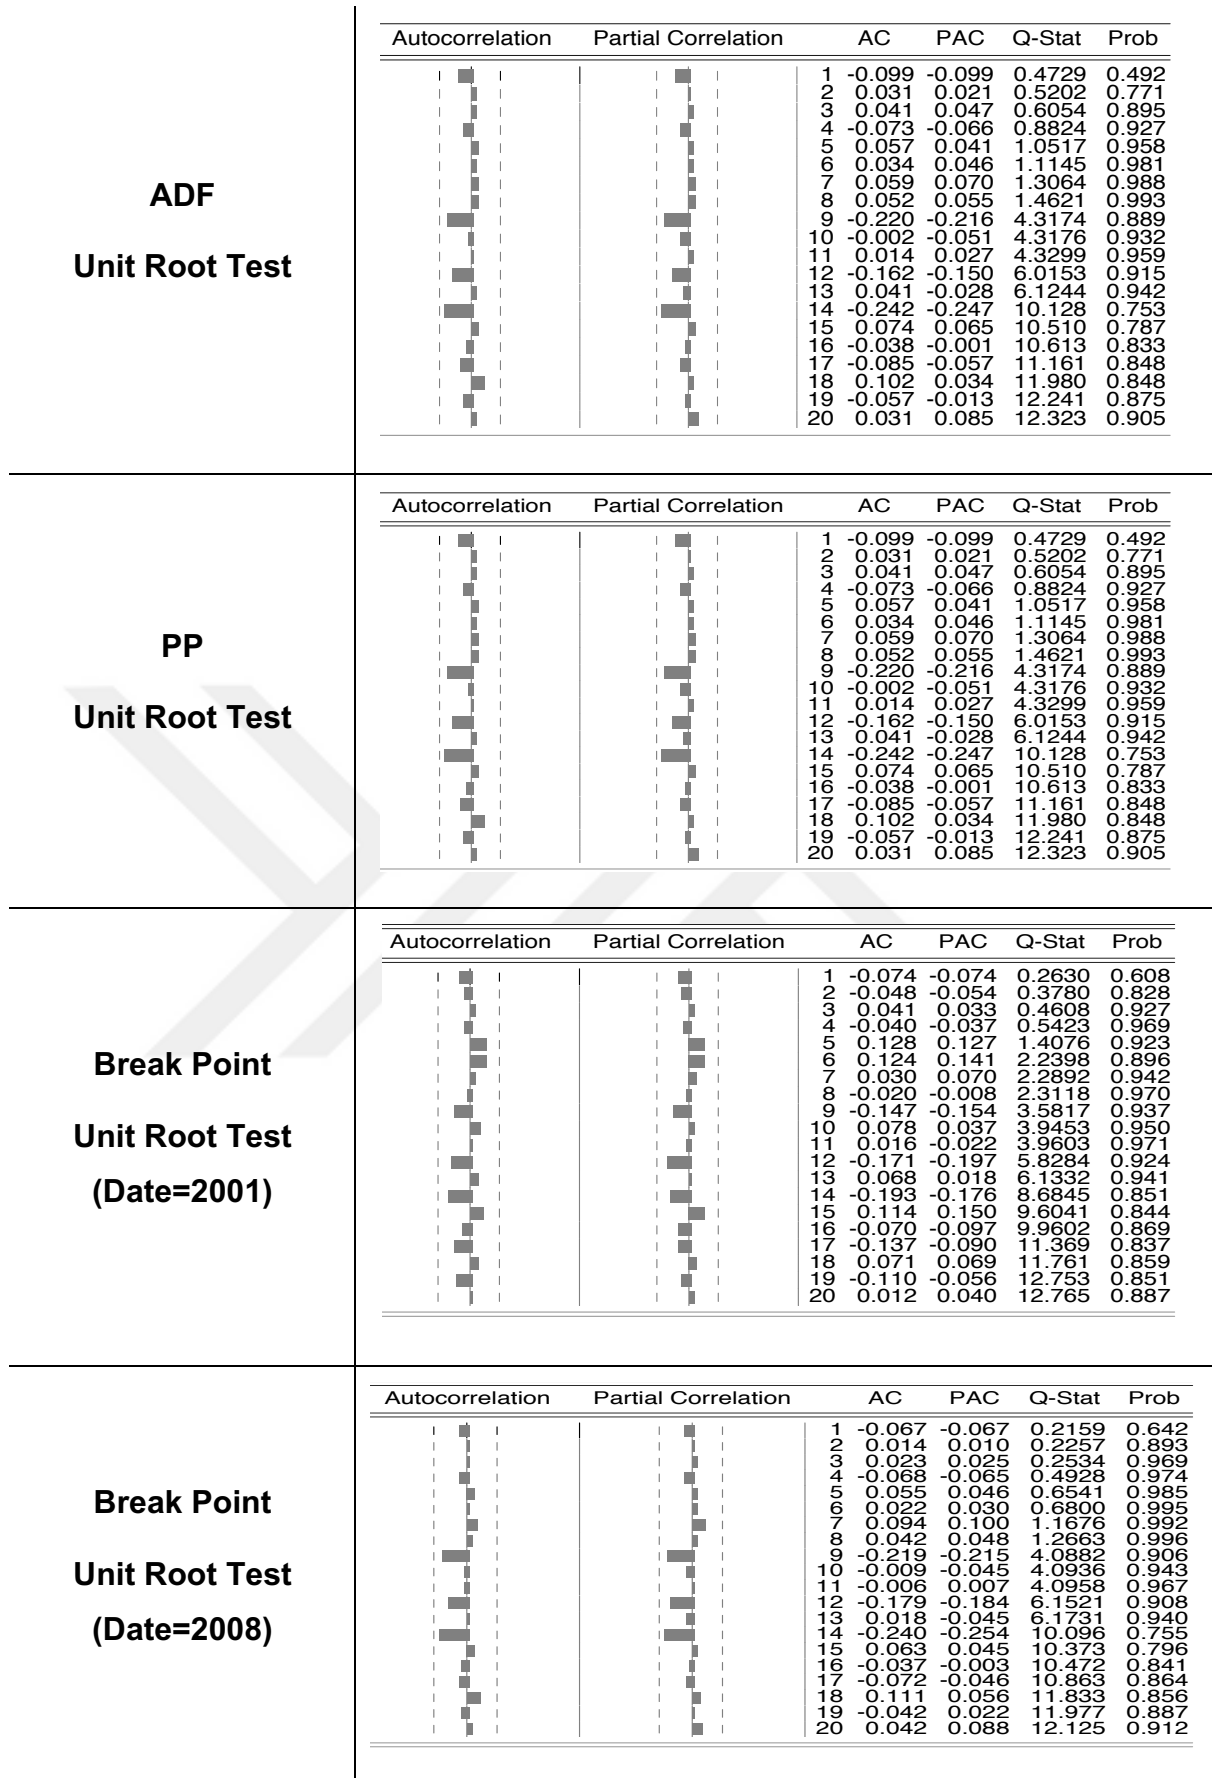 ADF
Unit Root Test
Autocorrelation Partial Correlation AC PAC Q-Stat Prob
1 -0.099 -0.099 0.4729 0.492
2 0.031 0.021 0.5202 0.771
3 0.041 0.047 0.6054 0.895
4 -0.073 -0.066 0.8824 0.927
5 0.057 0.041 1.0517 0.958
6 0.034 0.046 1.1145 0.981
7 0.059 0.070 1.3064 0.988
8 0.052 0.055 1.4621 0.993
9 -0.220 -0.216 4.3174 0.889
10 -0.002 -0.051 4.3176 0.932
11 0.014 0.027 4.3299 0.959
12 -0.162 -0.150 6.0153 0.915
13 0.041 -0.028 6.1244 0.942
14 -0.242 -0.247 10.128 0.753
15 0.074 0.065 10.510 0.787
16 -0.038 -0.001 10.613 0.833
17 -0.085 -0.057 11.161 0.848
18 0.102 0.034 11.980 0.848
19 -0.057 -0.013 12.241 0.875
20 0.031 0.085 12.323 0.905
PP
Unit Root Test
Autocorrelation Partial Correlation AC PAC Q-Stat Prob
1 -0.099 -0.099 0.4729 0.492
2 0.031 0.021 0.5202 0.771
3 0.041 0.047 0.6054 0.895
4 -0.073 -0.066 0.8824 0.927
5 0.057 0.041 1.0517 0.958
6 0.034 0.046 1.1145 0.981
7 0.059 0.070 1.3064 0.988
8 0.052 0.055 1.4621 0.993
9 -0.220 -0.216 4.3174 0.889
10 -0.002 -0.051 4.3176 0.932
11 0.014 0.027 4.3299 0.959
12 -0.162 -0.150 6.0153 0.915
13 0.041 -0.028 6.1244 0.942
14 -0.242 -0.247 10.128 0.753
15 0.074 0.065 10.510 0.787
16 -0.038 -0.001 10.613 0.833
17 -0.085 -0.057 11.161 0.848
18 0.102 0.034 11.980 0.848
19 -0.057 -0.013 12.241 0.875
20 0.031 0.085 12.323 0.905
Break Point
Unit Root Test
(Date=2001)
Autocorrelation Partial Correlation AC PAC Q-Stat Prob
1 -0.074 -0.074 0.2630 0.608
2 -0.048 -0.054 0.3780 0.828
3 0.041 0.033 0.4608 0.927
4 -0.040 -0.037 0.5423 0.969
5 0.128 0.127 1.4076 0.923
6 0.124 0.141 2.2398 0.896
7 0.030 0.070 2.2892 0.942
8 -0.020 -0.008 2.3118 0.970
9 -0.147 -0.154 3.5817 0.937
10 0.078 0.037 3.9453 0.950
11 0.016 -0.022 3.9603 0.971
12 -0.171 -0.197 5.8284 0.924
13 0.068 0.018 6.1332 0.941
14 -0.193 -0.176 8.6845 0.851
15 0.114 0.150 9.6041 0.844
16 -0.070 -0.097 9.9602 0.869
17 -0.137 -0.090 11.369 0.837
18 0.071 0.069 11.761 0.859
19 -0.110 -0.056 12.753 0.851
20 0.012 0.040 12.765 0.887
Break Point
Unit Root Test
(Date=2008)
Autocorrelation Partial Correlation AC PAC Q-Stat Prob
1 -0.067 -0.067 0.2159 0.642
2 0.014 0.010 0.2257 0.893
3 0.023 0.025 0.2534 0.969
4 -0.068 -0.065 0.4928 0.974
5 0.055 0.046 0.6541 0.985
6 0.022 0.030 0.6800 0.995
7 0.094 0.100 1.1676 0.992
8 0.042 0.048 1.2663 0.996
9 -0.219 -0.215 4.0882 0.906
10 -0.009 -0.045 4.0936 0.943
11 -0.006 0.007 4.0958 0.967
12 -0.179 -0.184 6.1521 0.908
13 0.018 -0.045 6.1731 0.940
14 -0.240 -0.254 10.096 0.755
15 0.063 0.045 10.373 0.796
16 -0.037 -0.003 10.472 0.841
17 -0.072 -0.046 10.863 0.864
18 0.111 0.056 11.833 0.856
19 -0.042 0.022 11.977 0.887
20 0.042 0.088 12.125 0.912